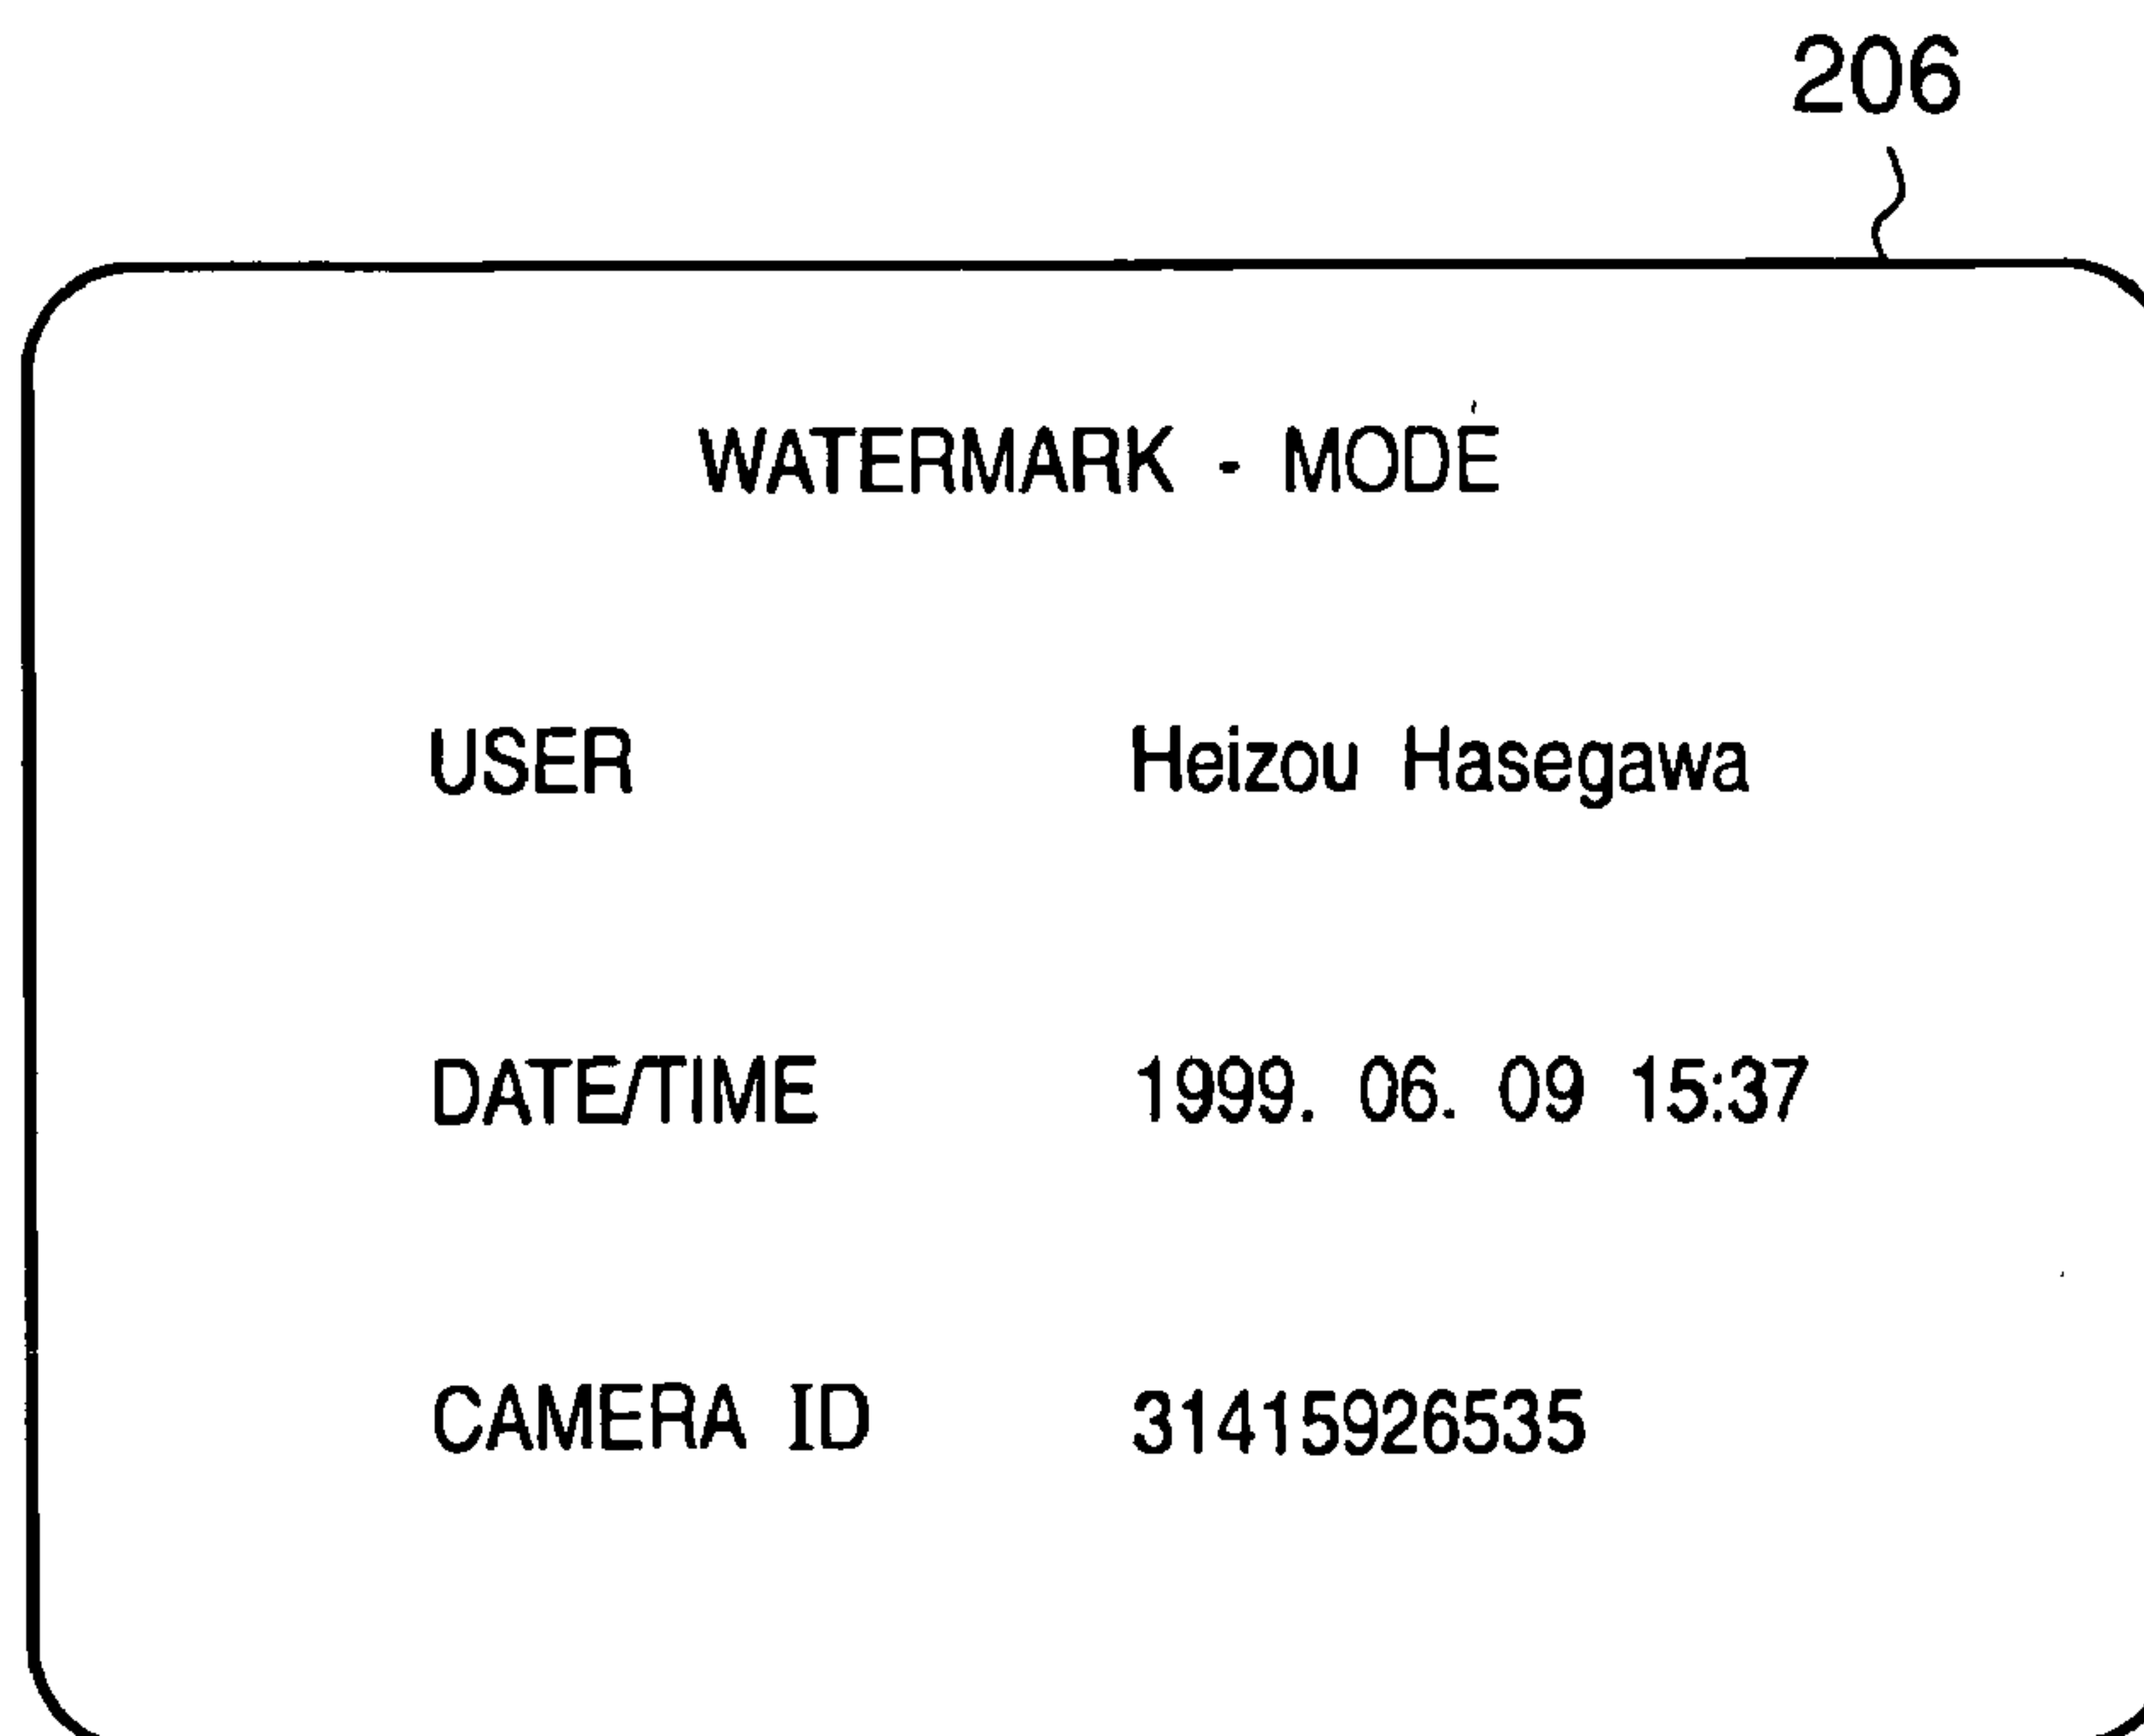 206
WATERMARK - MODE
USER Heizou Hasegawa
DATE/TIME 1999. 06. 09 15:37
CAMERA ID 31415926535